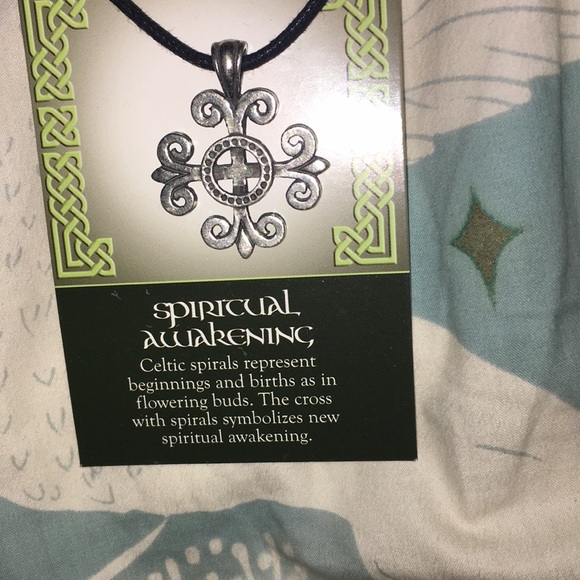 SPIRITUAL
AWAKENING
Celtic spirals represent
beginnings and births as in
flowering buds. The cross
with spirals symbolizes new
spiritual awakening.